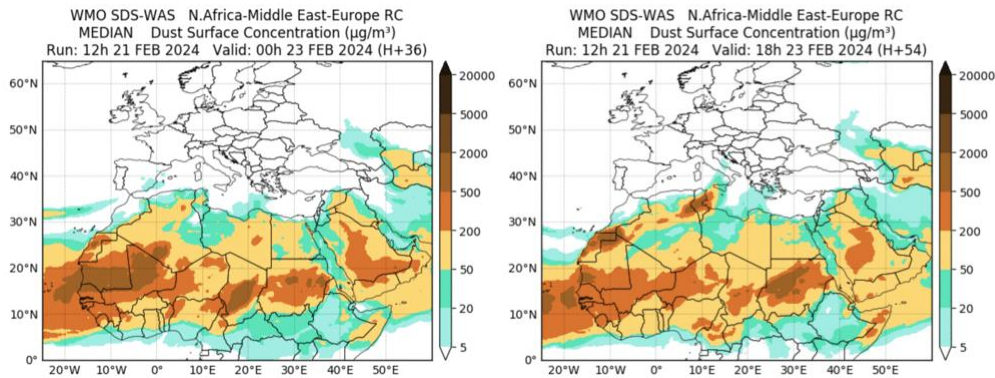 WMO SDS-WAS N.Africa-Middle East-Europe RC
MEDIAN Dust Surface Concentration (µg/m³)
Run: 12h 21 FEB 2024 Valid: 00h 23 FEB 2024 (H+36)
60°N
50°N
40°N
30°N
20°N
10°N
0°
20°W
10°W
0°
10°E
20°E
30°E
40°E
50°E
20000
5000
2000
500
200
50
20
5
WMO SDS-WAS N.Africa-Middle East-Europe RC
MEDIAN Dust Surface Concentration (µg/m³)
Run: 12h 21 FEB 2024 Valid: 18h 23 FEB 2024 (H+54)
60°N
50°N
40°N
30°N
20°N
10°N
0°
20°W
10°W
0°
10°E
20°E
30°E
40°E
50°E
20000
5000
2000
500
200
50
20
5